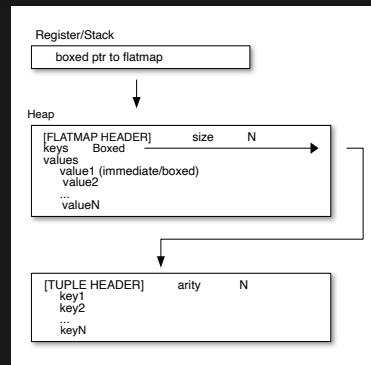 Register/Stack
boxed ptr to flatmap
Heap
[FLATMAP HEADER] size N
keys Boxed
values
value1 (immediate/boxed)
value2
...
valueN
[TUPLE HEADER] arity N
key1
key2
...
keyN